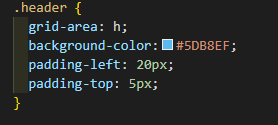 .header {
grid-area: h;
background-color: #5DB8EF;
padding-left: 20px;
padding-top: 5px;
}